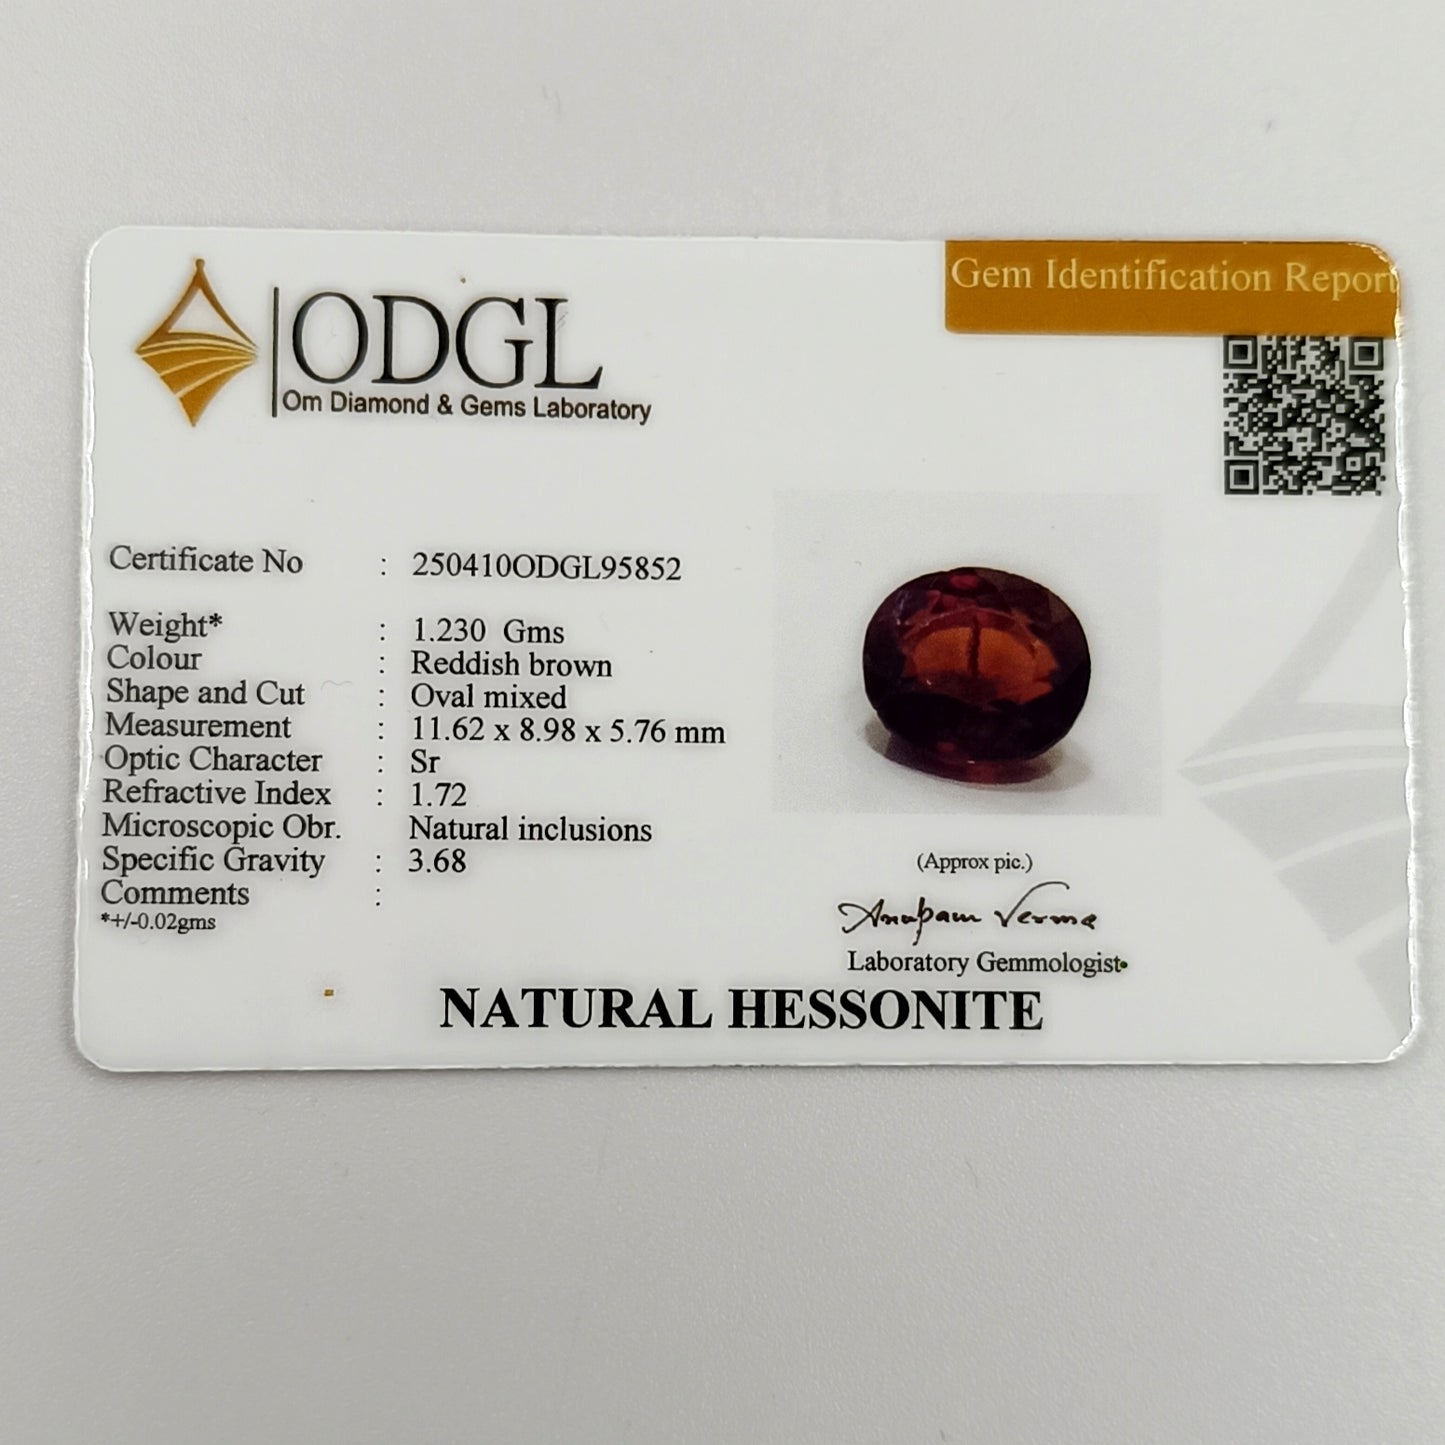 ODGL
Om Diamond & Gems Laboratory
Gem Identification Report
Certificate No : 250410ODGL95852
Weight* : 1.230 Gms
Colour : Reddish brown
Shape and Cut : Oval mixed
Measurement : 11.62 x 8.98 x 5.76 mm
Optic Character : Sr
Refractive Index : 1.72
Microscopic Obr. Natural inclusions
Specific Gravity : 3.68
Comments :
*+/-0.02gms
(Approx pic.)
Anupam Verma
Laboratory Gemmologist
NATURAL HESSONITE